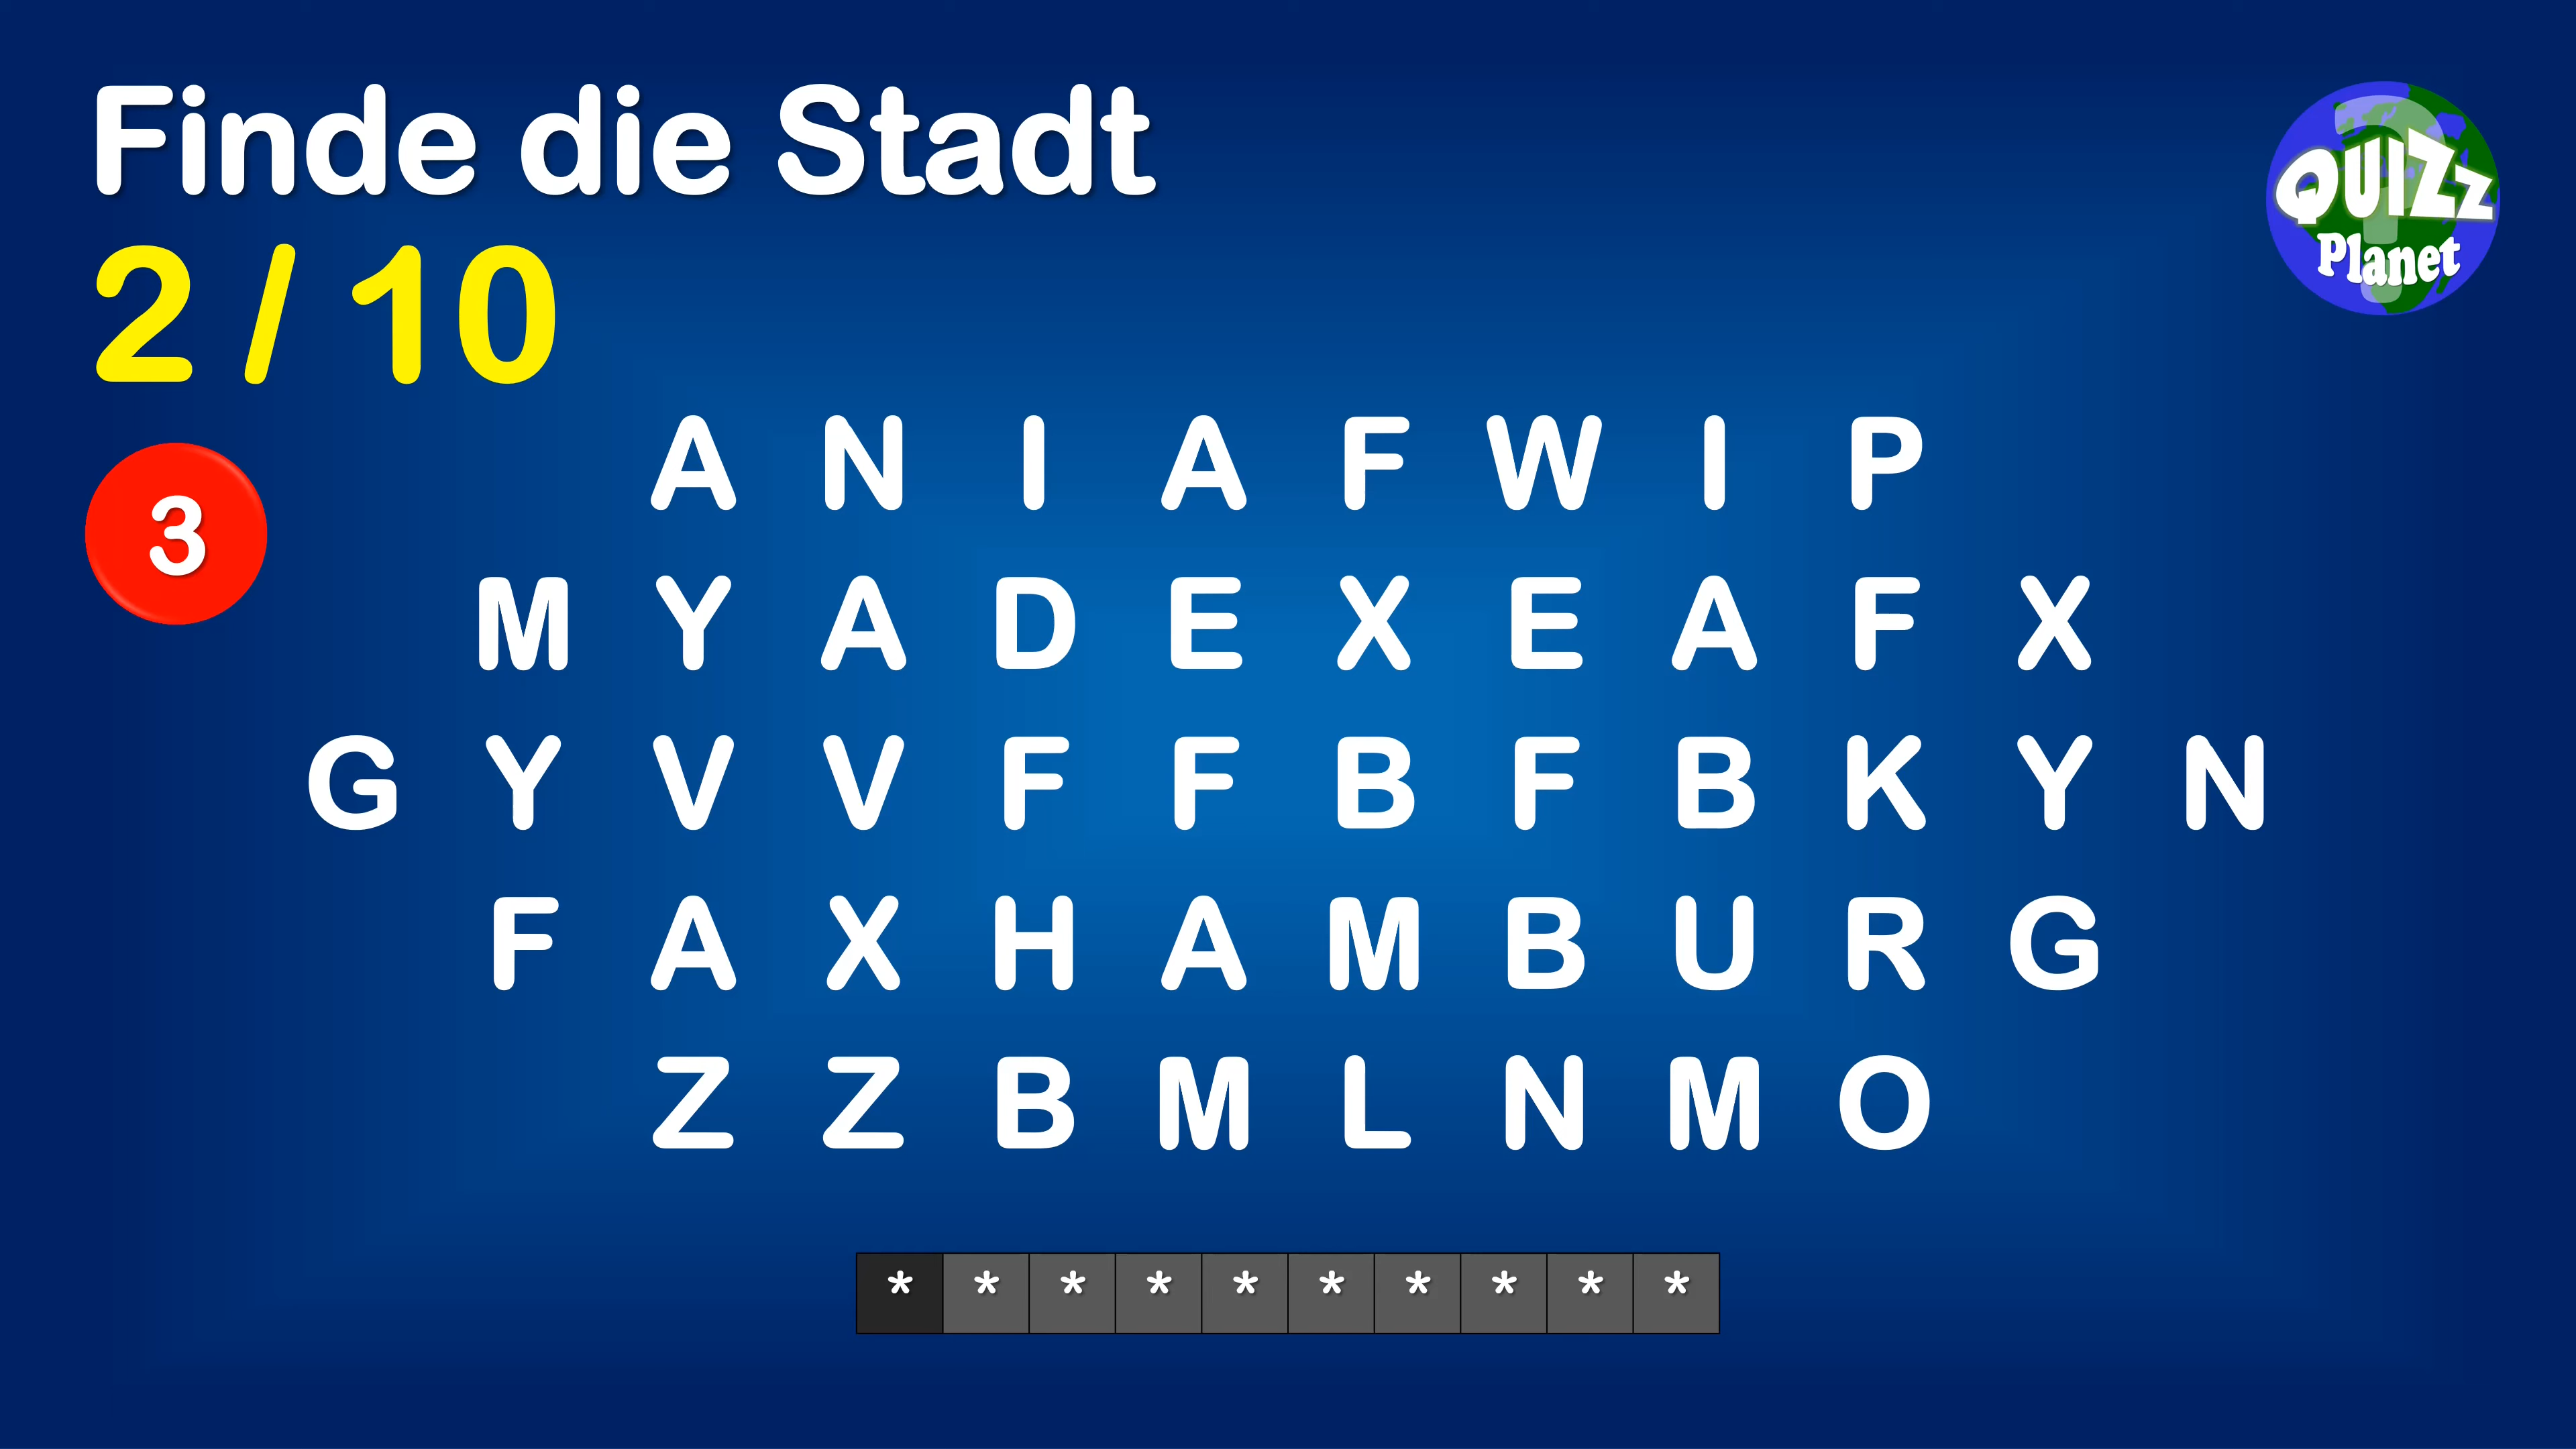 Finde die Stadt
2 / 10
QUIZz
Planet
3
A N I A F W I P
M Y A D E X E A F X
G Y V V F F B F B K Y N
F A X H A M B U R G
Z Z B M L N M O
* * * * * * * * * *